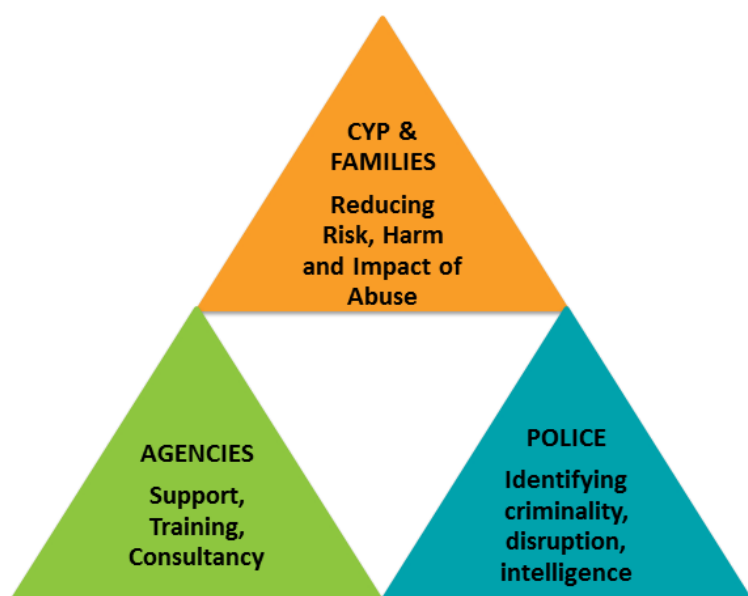 CYP &
FAMILIES
Reducing
Risk, Harm
and Impact of
Abuse
AGENCIES
Support,
Training,
Consultancy
POLICE
Identifying
criminality,
disruption,
intelligence